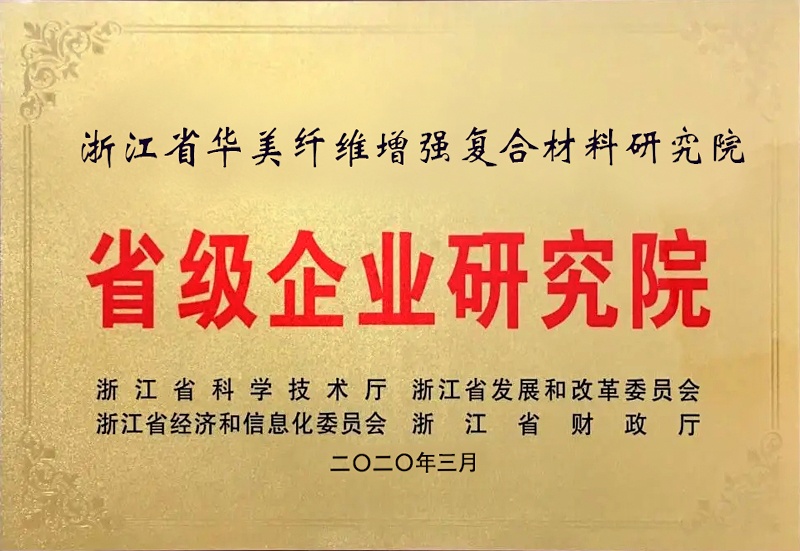 浙江省华美纤维增强复合材料研究院
省级企业研究院
浙江省科学技术厅 浙江省发展和改革委员会
浙江省经济和信息化委员会 浙江省财政厅
二〇二〇年三月